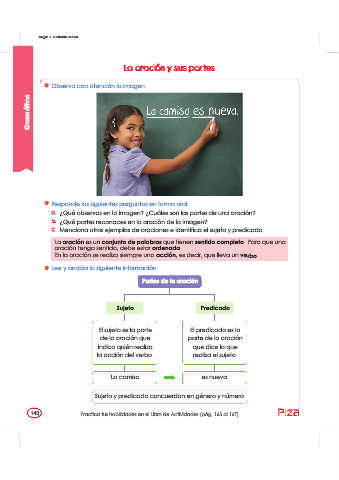 La oración y sus partes
Gramática
Observa con atención la imagen
La camisa es nueva.
Responde las siguientes preguntas en forma oral
a. ¿Qué observas en la imagen? ¿Cuáles son las partes de una oración?
b. ¿Qué partes reconoces en la oración de la imagen?
c. Menciona otros ejemplos de oraciones e identifica el sujeto y predicado
La oración es un conjunto de palabras que tienen sentido completo. Para que una
oración tenga sentido, debe estar ordenada
En la oración se realiza siempre una acción, es decir, que lleva un verbo
Lee y analiza la siguiente información
Partes de la oración
Sujeto
Predicado
El sujeto es la parte
de la oración que
indica quién realiza
la acción del verbo
El predicado es la
parte de la oración
que dice lo que
realiza el sujeto
La camisa
es nueva
Sujeto y predicado concuerdan en género y número
140
Practica tus habilidades en el Libro de Actividades (pág. 165 al 167)